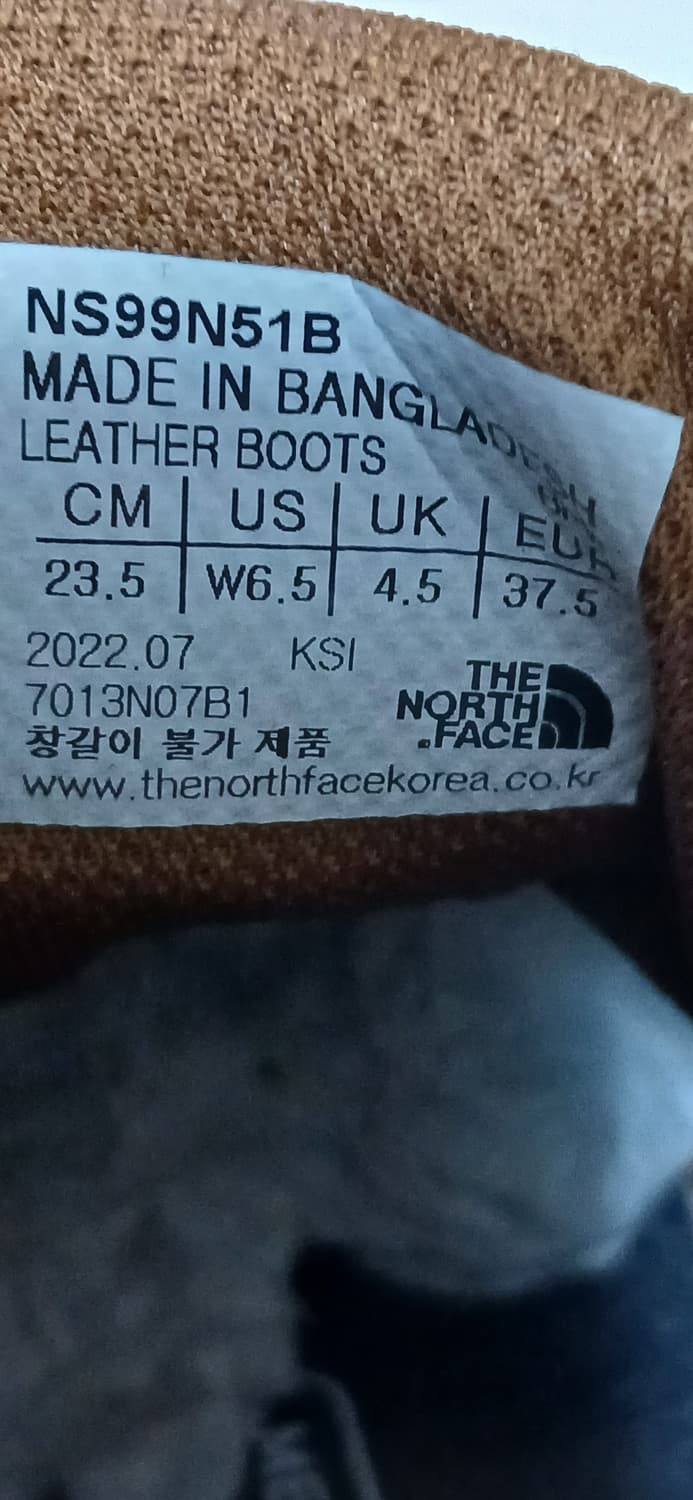 NS99N51B
MADE IN BANGLADESH
LEATHER BOOTS
CM US UK EUR
23.5 W6.5 4.5 37.5
2022.07 KSI
7013N07B1
창갈이 불가 제품
THE
NORTH
FACE
www.thenorthfacekorea.co.kr